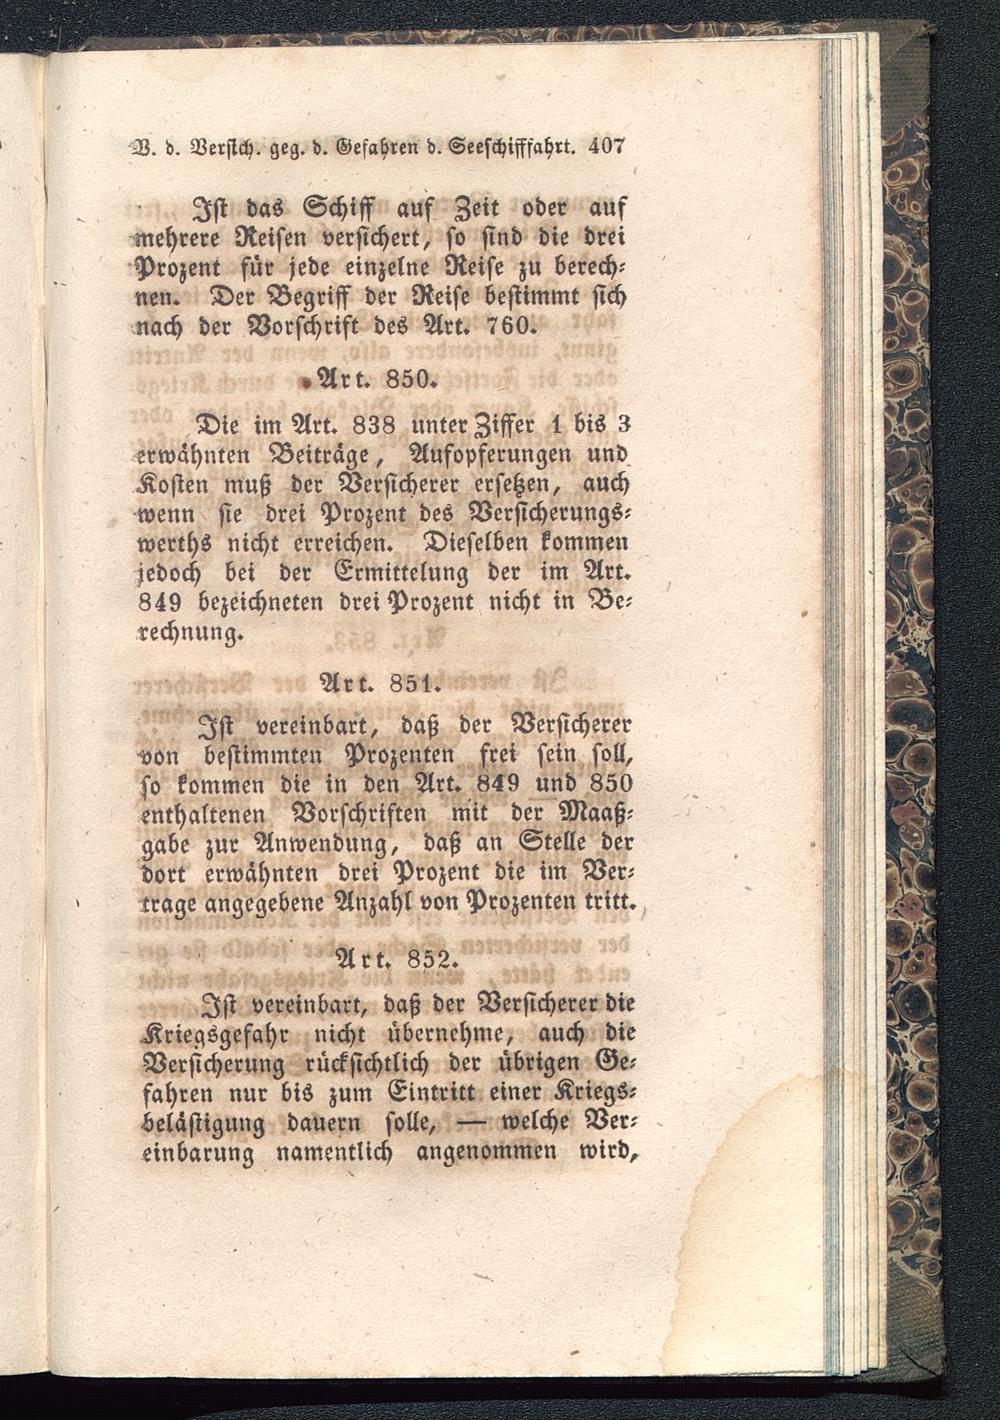 V. d. Versich. geg. d. Gefahren d. Seeschifffahrt. 407
Ist das Schiff auf Zeit oder auf
mehrere Reisen versichert, so sind die drei
Prozent für jede einzelne Reise zu berech-
nen. Der Begriff der Reise bestimmt sich
nach der Vorschrift des Art. 760.
Art. 850.
Die im Art. 838 unter Ziffer 1 bis 3
erwähnten Beiträge, Aufopferungen und
Kosten muß der Versicherer ersetzen, auch
wenn sie drei Prozent des Versicherungs-
werths nicht erreichen. Dieselben kommen
jedoch bei der Ermittelung der im Art.
849 bezeichneten drei Prozent nicht in Be-
rechnung.
Art. 851.
Ist vereinbart, daß der Versicherer
von bestimmten Prozenten frei sein soll,
so kommen die in den Art. 849 und 850
enthaltenen Vorschriften mit der Maaß-
gabe zur Anwendung, daß an Stelle der
dort erwähnten drei Prozent die im Ver-
trage angegebene Anzahl von Prozenten tritt.
Art. 852.
Ist vereinbart, daß der Versicherer die
Kriegsgefahr nicht übernehme, auch die
Versicherung rücksichtlich der übrigen Ge-
fahren nur bis zum Eintritt einer Kriegs-
belästigung dauern solle, — welche Ver-
einbarung namentlich angenommen wird,